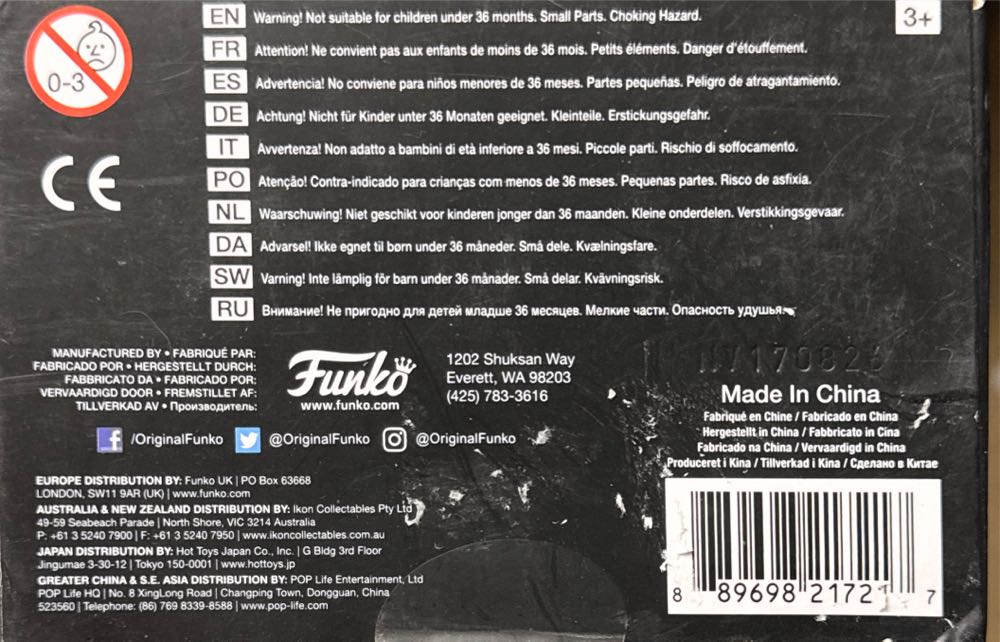 0-3
EN Warning! Not suitable for children under 36 months. Small Parts. Choking Hazard.
3+
FR Attention! Ne convient pas aux enfants de moins de 36 mois. Petits éléments. Danger d'étouffement.
ES Advertencia! No conviene para niños menores de 36 meses. Partes pequeñas. Peligro de atragantamiento.
DE Achtung! Nicht für Kinder unter 36 Monaten geeignet. Kleinteile. Erstickungsgefahr.
IT Avvertenza! Non adatto a bambini di età inferiore a 36 mesi. Piccole parti. Rischio di soffocamento.
CE
PO Atenção! Contra-indicado para crianças com menos de 36 meses. Pequenas partes. Risco de asfixia.
NL Waarschuwing! Niet geschikt voor kinderen jonger dan 36 maanden. Kleine onderdelen. Verstikkingsgevaar.
DA Advarsel! Ikke egnet til børn under 36 måneder. Små dele. Kvælningsfare.
SW Varning! Inte lämplig för barn under 36 månader. Små delar. Kvävningsrisk.
RU Внимание! Не пригодно для детей младше 36 месяцев. Мелкие части. Опасность удушья.
MANUFACTURED BY • FABRIQUÉ PAR:
FABRICADO POR • HERGESTELLT DURCH:
FABBRICATO DA • FABRICADO POR:
VERVAARDIGD DOOR • FREMSTILLET AF:
TILLVERKAD AV • Производитель:
Funko
www.funko.com
1202 Shuksan Way
Everett, WA 98203
(425) 783-3616
/OriginalFunko @OriginalFunko @OriginalFunko
Made In China
Fabriqué en Chine / Fabricado en China
Hergestellt in China / Fabbricato in Cina
Fabricado na China / Vervaardigd in China
Produceret i Kina / Tillverkad i Kina / Сделано в Китае
EUROPE DISTRIBUTION BY: Funko UK | PO Box 63668
LONDON, SW11 9AR (UK) | www.funko.com
AUSTRALIA & NEW ZEALAND DISTRIBUTION BY: Ikon Collectables Pty Ltd
49-59 Seabeach Parade | North Shore, VIC 3214 Australia
P: +61 3 5240 7900 | F: +61 3 5240 7950 | www.ikoncollectables.com.au
JAPAN DISTRIBUTION BY: Hot Toys Japan Co., Inc. | G Bldg 3rd Floor
Jingumae 3-30-12 | Tokyo 150-0001 | www.hottoys.jp
GREATER CHINA & S.E. ASIA DISTRIBUTION BY: POP Life Entertainment, Ltd
POP Life HQ | No. 8 XingLong Road | Changping Town, Dongguan, China
523560 | Telephone: (86) 769 8339-8588 | www.pop-life.com
8 89698 21721 7